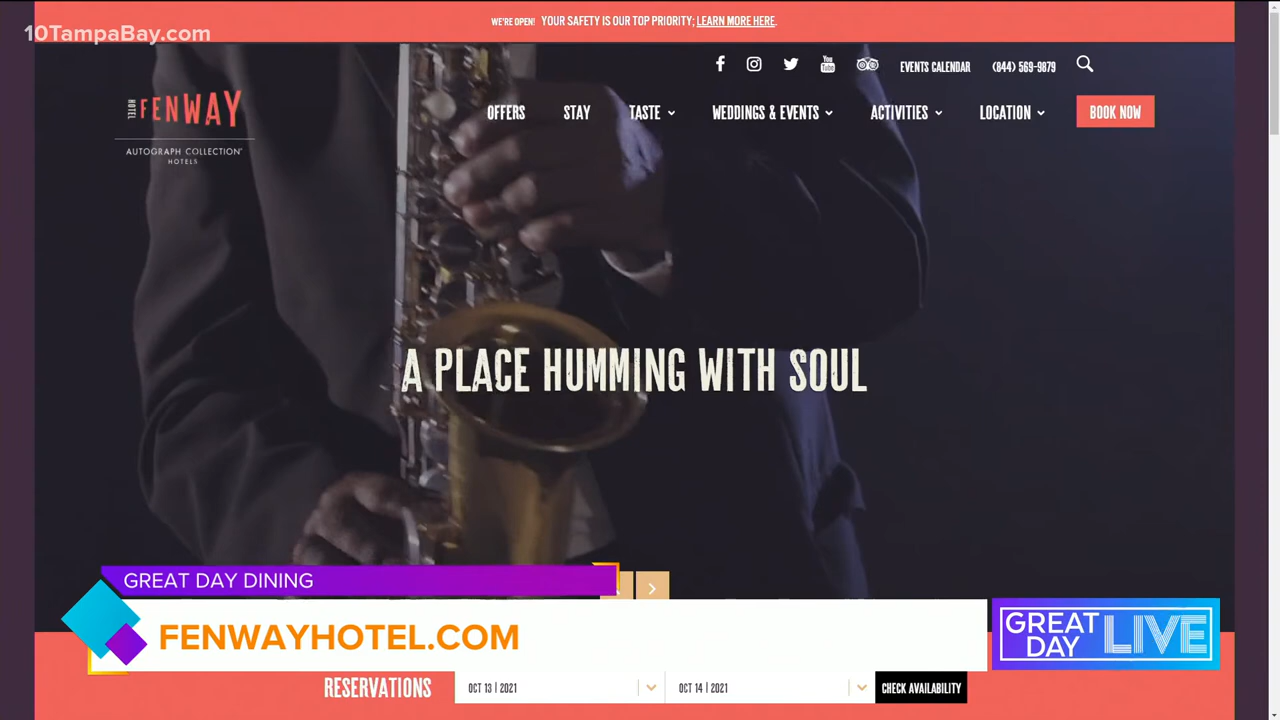 WE'RE OPEN! YOUR SAFETY IS OUR TOP PRIORITY; LEARN MORE HERE.
10TampaBay.com
EVENTS CALENDAR (844) 569-9879
HOTEL FENWAY
OFFERS STAY TASTE WEDDINGS & EVENTS ACTIVITIES LOCATION BOOK NOW
AUTOGRAPH COLLECTION®
HOTELS
A PLACE HUMMING WITH SOUL
GREAT DAY DINING
FENWAYHOTEL.COM
GREAT DAY LIVE
RESERVATIONS OCT 13 | 2021 OCT 14 | 2021 CHECK AVAILABILITY